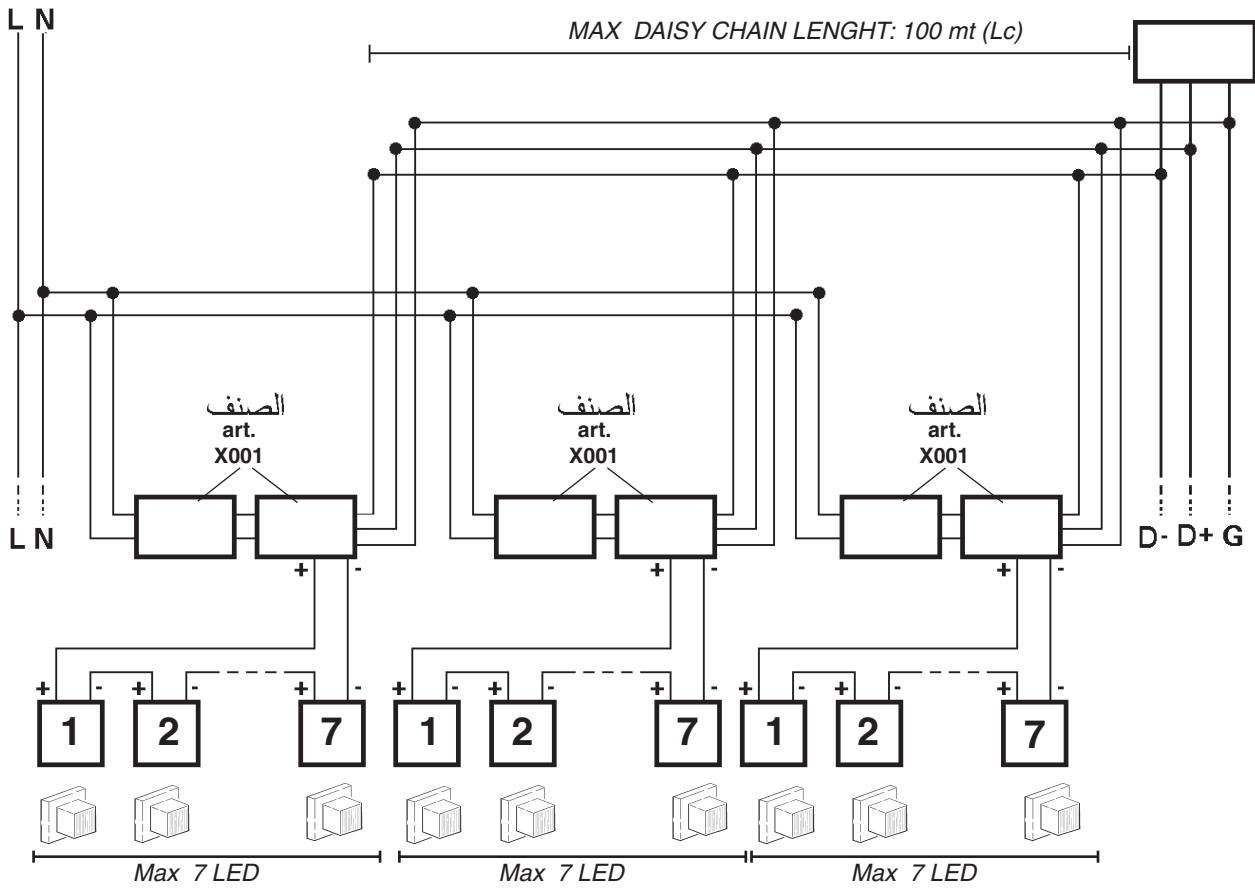 L N
MAX DAISY CHAIN LENGHT: 100 mt (Lc)
الصنف
art.
X001
الصنف
art.
X001
الصنف
art.
X001
L N
D- D+ G
+ -
+ -
+ -
+ - + - + -
+ - + - + -
+ - + - + -
1 2 7
1 2 7
1 2 7
Max 7 LED
Max 7 LED
Max 7 LED